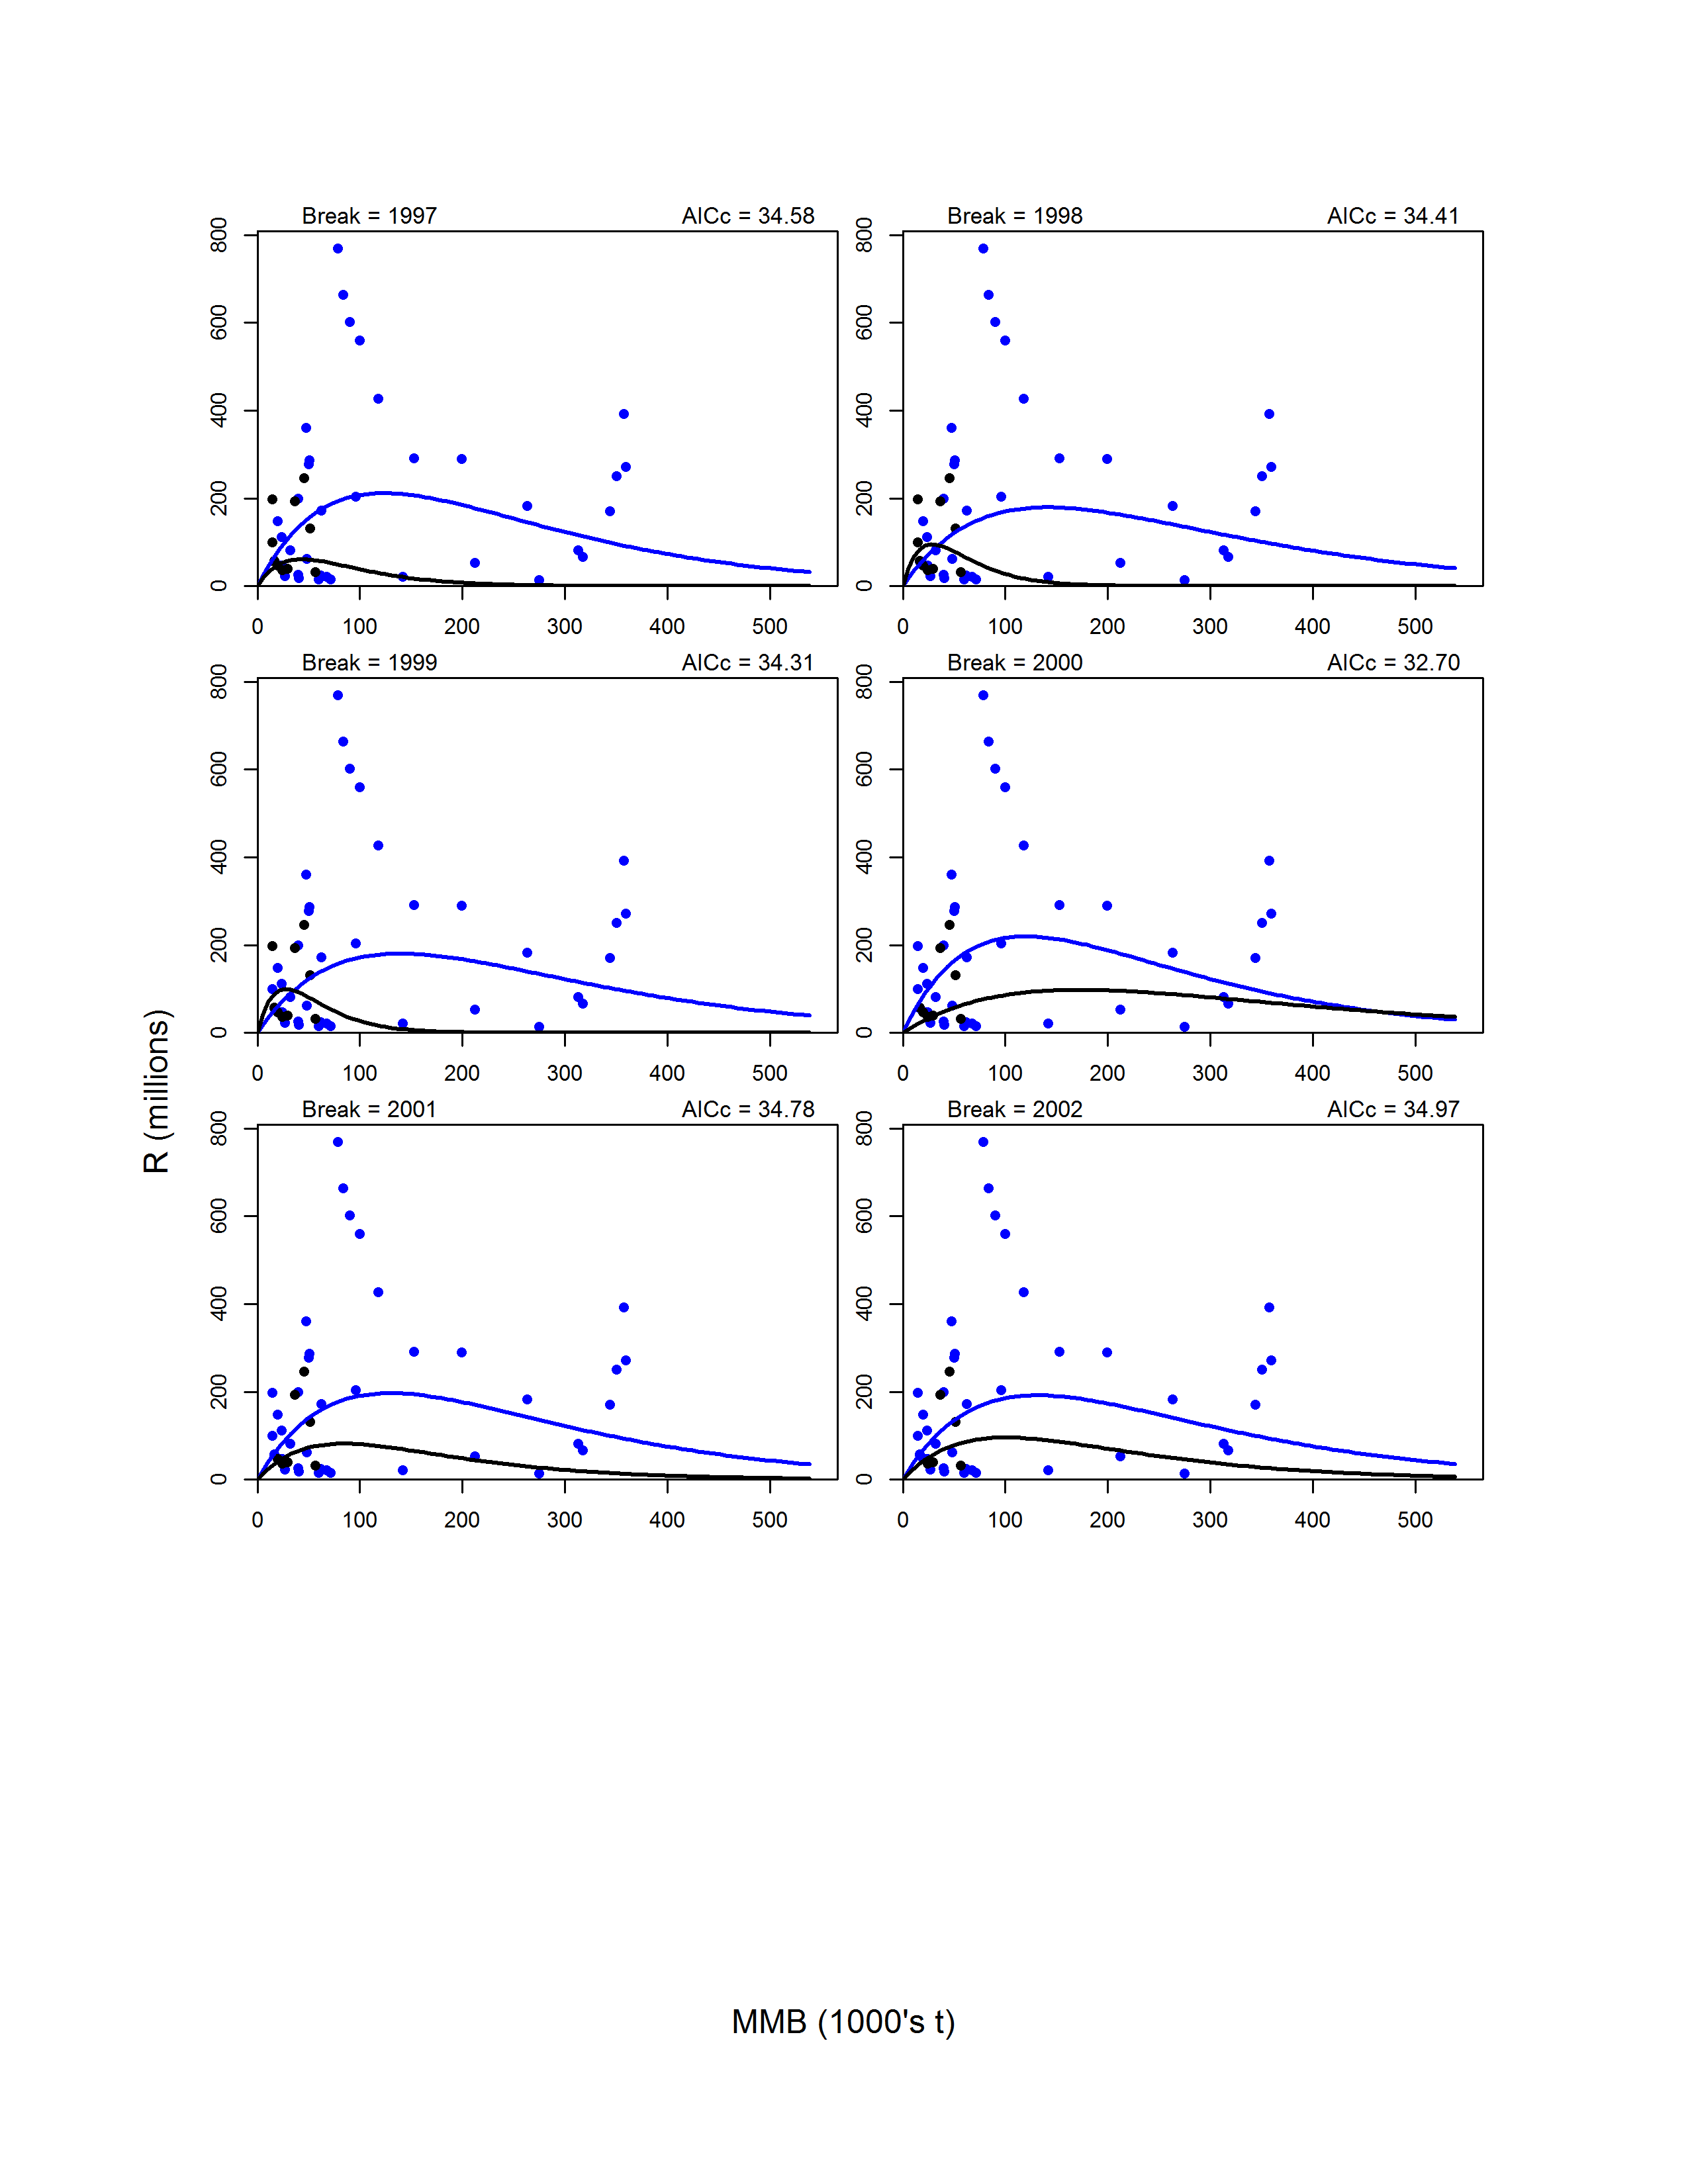 Break = 1997 AICc = 34.58
800
600
400
200
0
0 100 200 300 400 500
Break = 1998 AICc = 34.41
800
600
400
200
0
0 100 200 300 400 500
Break = 1999 AICc = 34.31
800
600
400
200
0
0 100 200 300 400 500
Break = 2000 AICc = 32.70
800
600
400
200
0
0 100 200 300 400 500
Break = 2001 AICc = 34.78
800
600
400
200
0
0 100 200 300 400 500
Break = 2002 AICc = 34.97
800
600
400
200
0
0 100 200 300 400 500
R (millions)
MMB (1000's t)